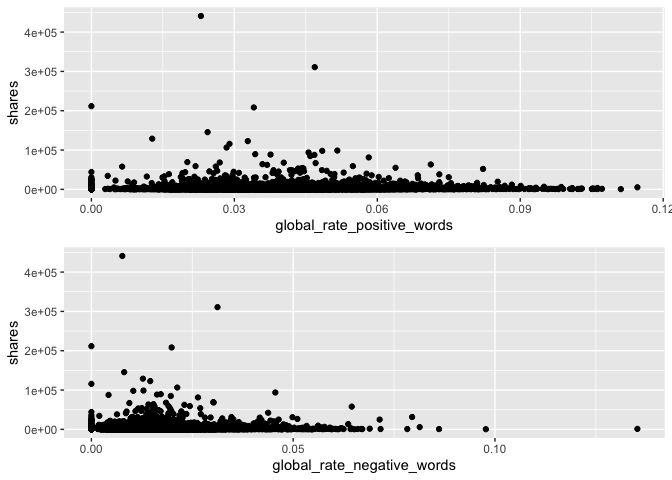 4e+05
3e+05
2e+05
1e+05
0e+00
shares
0.00 0.03 0.06 0.09 0.12
global_rate_positive_words
4e+05
3e+05
2e+05
1e+05
0e+00
shares
0.00 0.05 0.10
global_rate_negative_words